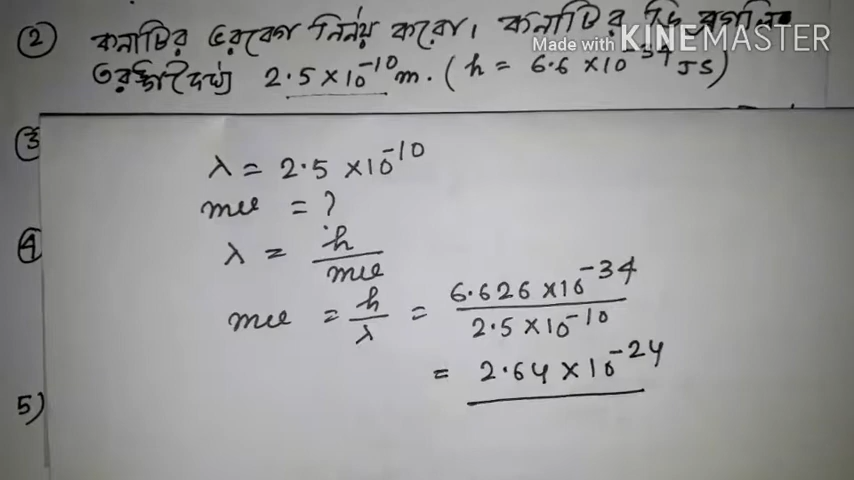 ② কনাটির ভরবেগ নির্নয় করো। কনাটির ডি ব্রগলির
Made with KINEMASTER
তরঙ্গদৈর্ঘ্য 2.5 × 10⁻¹⁰ m. (h = 6.6 × 10⁻³⁴ JS)
③
λ = 2.5 × 10⁻¹⁰
mu = ?
④
λ = h / mu
mu = h / λ = 6.626 × 10⁻³⁴ / 2.5 × 10⁻¹⁰
= 2.64 × 10⁻²⁴
5)